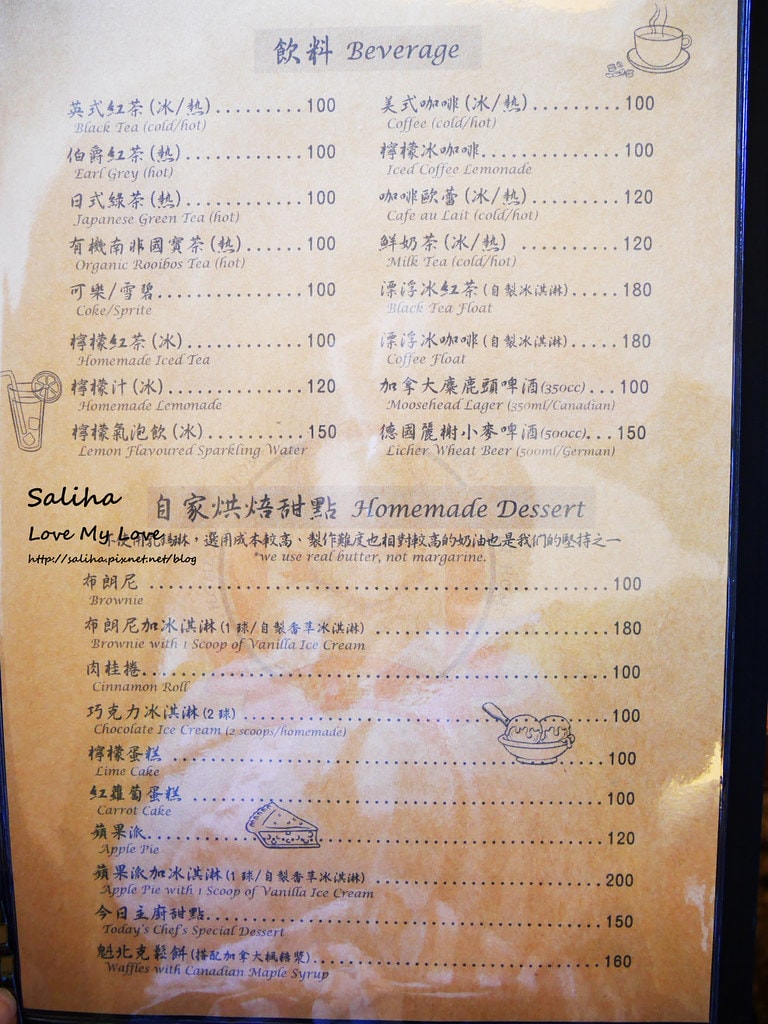 飲料 Beverage
英式紅茶(冰/熱).........100
Black Tea (cold/hot)
伯爵紅茶(熱).............100
Earl Grey (hot)
日式綠茶(熱).............100
Japanese Green Tea (hot)
有機南非國寶茶(熱)......100
Organic Rooibos Tea (hot)
可樂/雪碧................100
Coke/Sprite
檸檬紅茶(冰).............100
Homemade Iced Tea
檸檬汁(冰)...............120
Homemade Lemonade
檸檬氣泡飲(冰)...........150
Lemon Flavoured Sparkling Water
美式咖啡(冰/熱).........100
Coffee (cold/hot)
檸檬冰咖啡...............100
Iced Coffee Lemonade
咖啡歐蕾(冰/熱).........120
Cafe au Lait (cold/hot)
鮮奶茶(冰/熱) ...........120
Milk Tea (cold/hot)
漂浮冰紅茶(自製冰淇淋).....180
Black Tea Float
漂浮冰咖啡(自製冰淇淋).....180
Coffee Float
加拿大麋鹿頭啤酒(350cc)...100
Moosehead Lager (350ml/Canadian)
德國麗榭小麥啤酒(500cc)...150
Licher Wheat Beer (500ml/German)
Saliha
Love My Love
http://saliha.pixnet.net/blog
自家烘焙甜點 Homemade Dessert
淋，選用成本較高、製作難度也相對較高的奶油也是我們的堅持之一
*we use real butter, not margarine.
布朗尼 ........................100
Brownie
布朗尼加冰淇淋(1 球/自製香草冰淇淋) ........................180
Brownie with 1 Scoop of Vanilla Ice Cream
肉桂捲........................100
Cinnamon Roll
巧克力冰淇淋(2 球) ........................100
Chocolate Ice Cream (2 scoops/homemade)
檸檬蛋糕 ........................100
Lime Cake
紅蘿蔔蛋糕 ........................100
Carrot Cake
蘋果派........................120
Apple Pie
蘋果派加冰淇淋(1 球/自製香草冰淇淋) ........................200
Apple Pie with 1 Scoop of Vanilla Ice Cream
今日主廚甜點........................150
Today's Chef's Special Dessert
魁北克鬆餅(搭配加拿大楓糖漿)........................160
Waffles with Canadian Maple Syrup